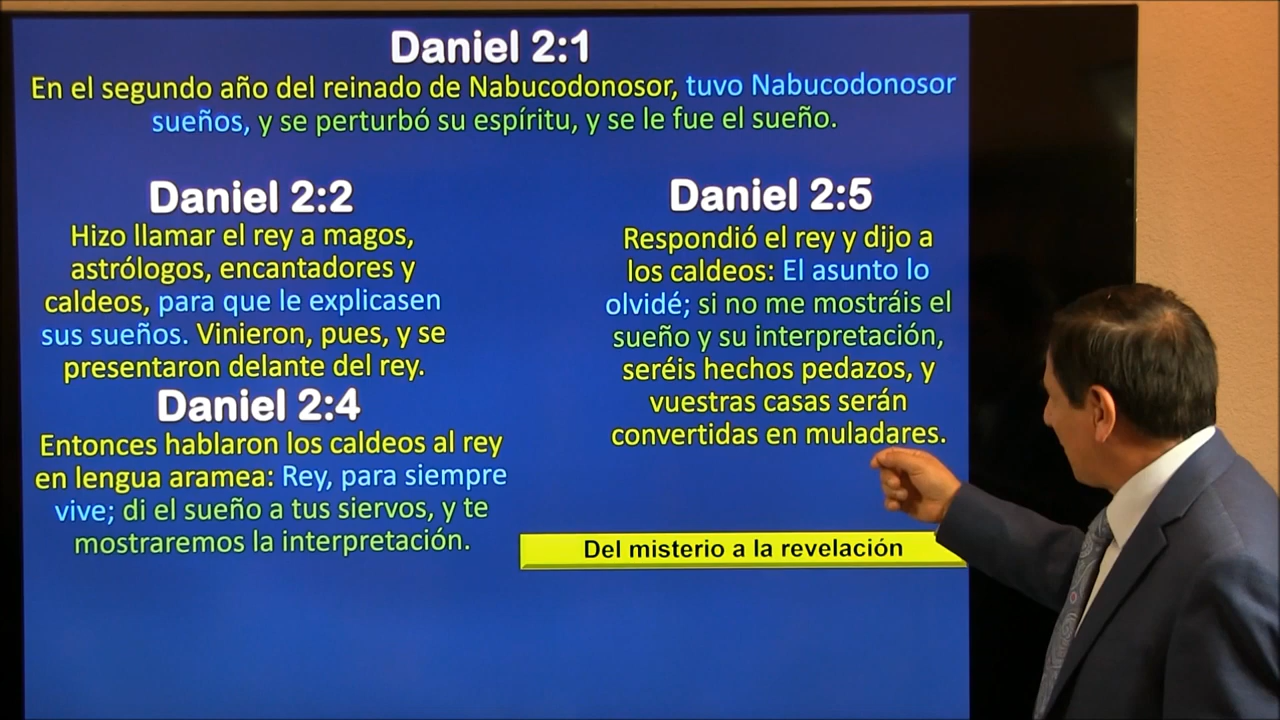 Daniel 2:1
En el segundo año del reinado de Nabucodonosor, tuvo Nabucodonosor
sueños, y se perturbó su espíritu, y se le fue el sueño.
Daniel 2:2
Hizo llamar el rey a magos,
astrólogos, encantadores y
caldeos, para que le explicasen
sus sueños. Vinieron, pues, y se
presentaron delante del rey.
Daniel 2:4
Entonces hablaron los caldeos al rey
en lengua aramea: Rey, para siempre
vive; di el sueño a tus siervos, y te
mostraremos la interpretación.
Daniel 2:5
Respondió el rey y dijo a
los caldeos: El asunto lo
olvidé; si no me mostráis el
sueño y su interpretación,
seréis hechos pedazos, y
vuestras casas serán
convertidas en muladares.
Del misterio a la revelación